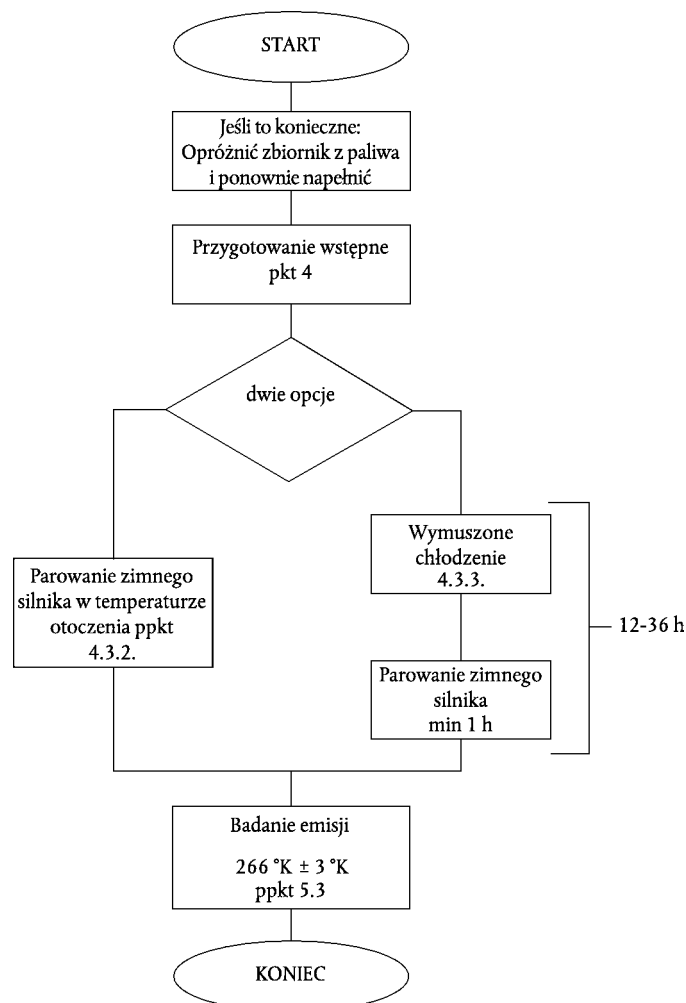 START
Jeśli to konieczne:
Opróżnić zbiornik z paliwa
i ponownie napełnić
Przygotowanie wstępne
pkt 4
dwie opcje
Parowanie zimnego
silnika w temperaturze
otoczenia ppkt
4.3.2.
Wymuszone
chłodzenie
4.3.3.
Parowanie zimnego
silnika
min 1 h
12-36 h
Badanie emisji
266 °K ± 3 °K
ppkt 5.3
KONIEC